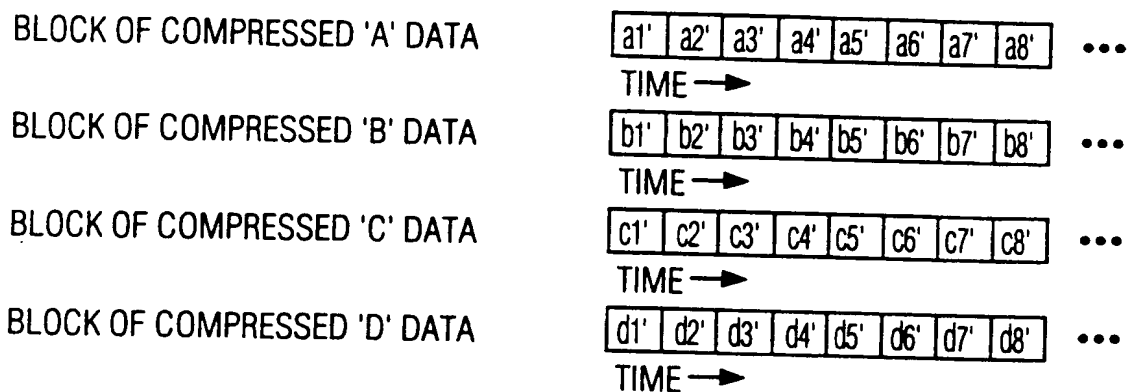 BLOCK OF COMPRESSED 'A' DATA a1' a2' a3' a4' a5' a6' a7' a8' •••
TIME →
BLOCK OF COMPRESSED 'B' DATA b1' b2' b3' b4' b5' b6' b7' b8' •••
TIME →
BLOCK OF COMPRESSED 'C' DATA c1' c2' c3' c4' c5' c6' c7' c8' •••
TIME →
BLOCK OF COMPRESSED 'D' DATA d1' d2' d3' d4' d5' d6' d7' d8' •••
TIME →